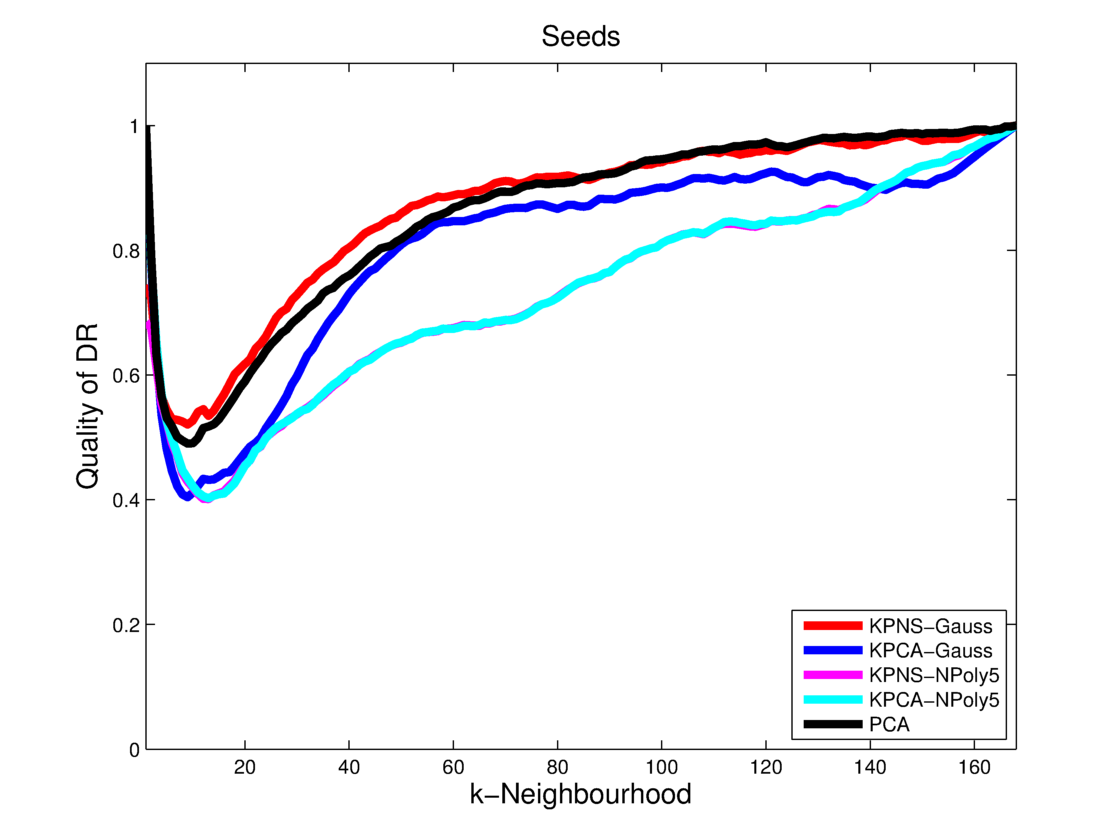 Seeds
Quality of DR
1
0.8
0.6
0.4
0.2
0
20 40 60 80 100 120 140 160
k−Neighbourhood
KPNS−Gauss
KPCA−Gauss
KPNS−NPoly5
KPCA−NPoly5
PCA